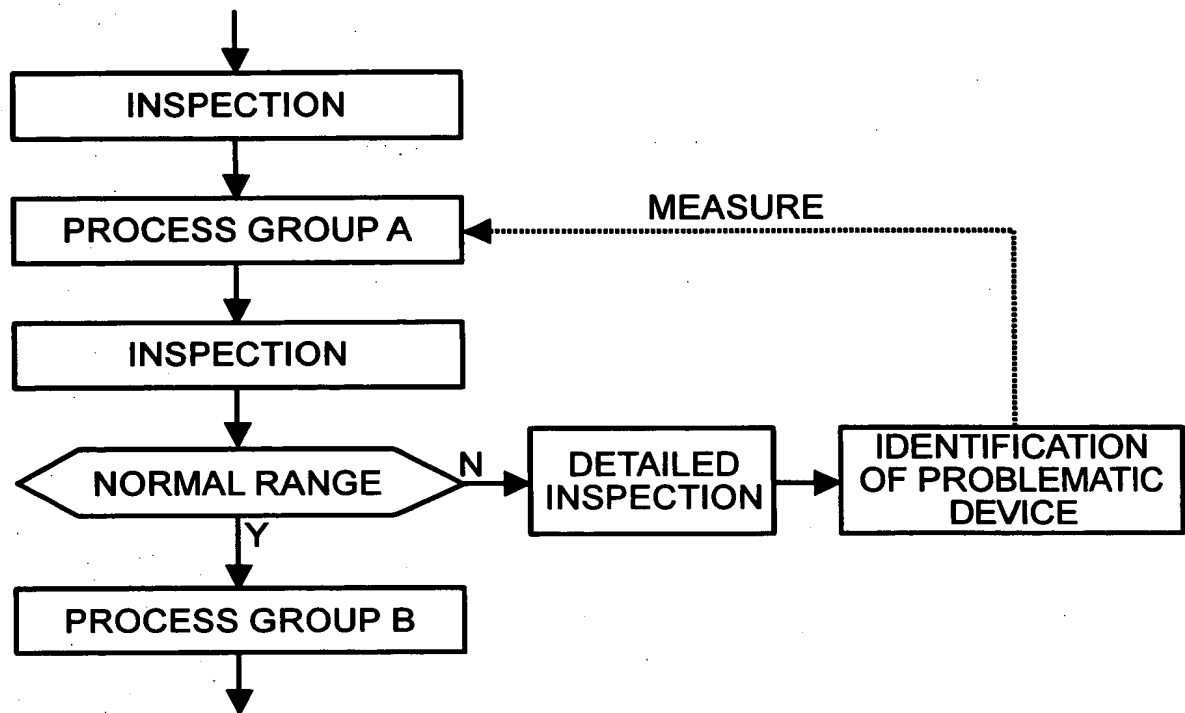 INSPECTION
PROCESS GROUP A
MEASURE
INSPECTION
NORMAL RANGE
N
DETAILED
INSPECTION
IDENTIFICATION
OF PROBLEMATIC
DEVICE
Y
PROCESS GROUP B